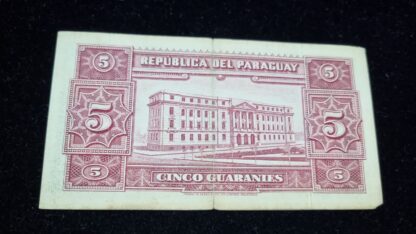 5 REPUBLICA DEL PARAGUAY 5
5 5
5 CINCO GUARANIES 5